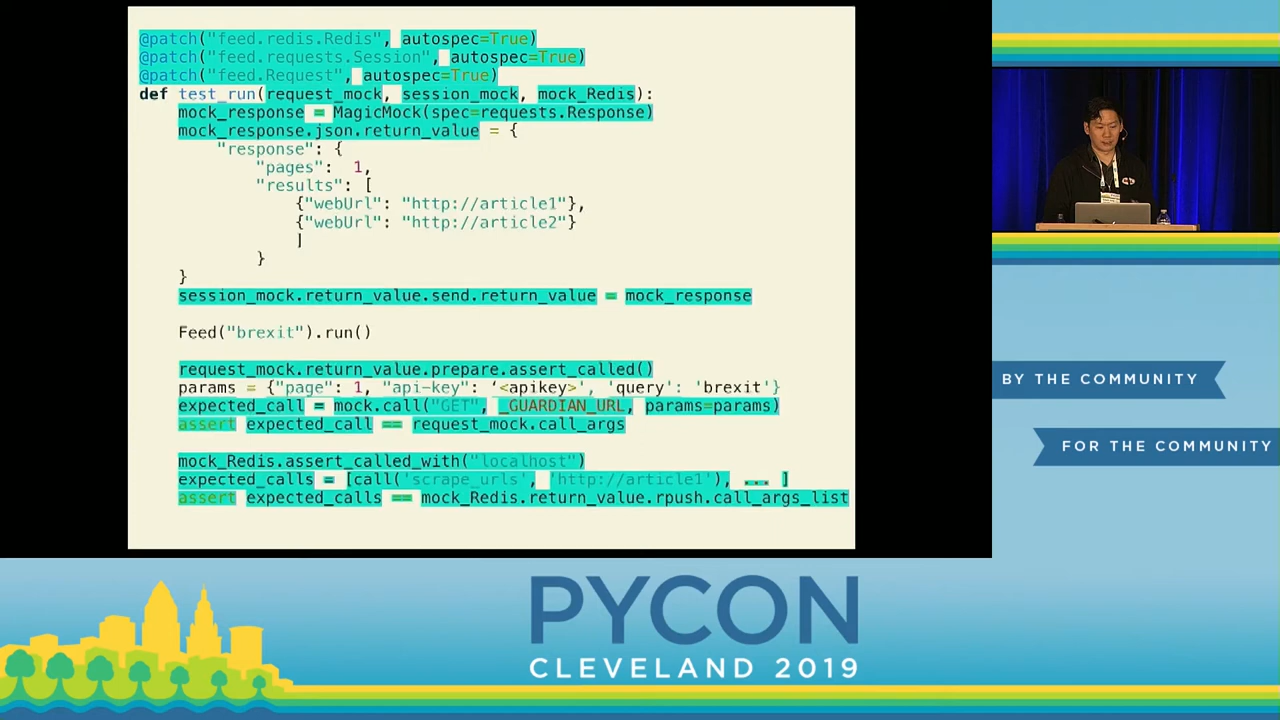 @patch("feed.redis.Redis", autospec=True)
@patch("feed.requests.Session", autospec=True)
@patch("feed.Request", autospec=True)
def test_run(request_mock, session_mock, mock_Redis):
    mock_response = MagicMock(spec=requests.Response)
    mock_response.json.return_value = {
        "response": {
            "pages": 1,
            "results": [
                {"webUrl": "http://article1"},
                {"webUrl": "http://article2"}
                ]
            }
    }
    session_mock.return_value.send.return_value = mock_response
    Feed("brexit").run()
    request_mock.return_value.prepare.assert_called()
    params = {"page": 1, "api-key": ‘<apikey>', 'query': 'brexit'}
    expected_call = mock.call("GET", _GUARDIAN_URL, params=params)
    assert expected_call == request_mock.call_args
    mock_Redis.assert_called_with("localhost")
    expected_calls = [call('scrape_urls', 'http://article1'), ... ]
    assert expected_calls == mock_Redis.return_value.rpush.call_args_list
BY THE COMMUNITY
FOR THE COMMUNITY
PYCON
CLEVELAND 2019